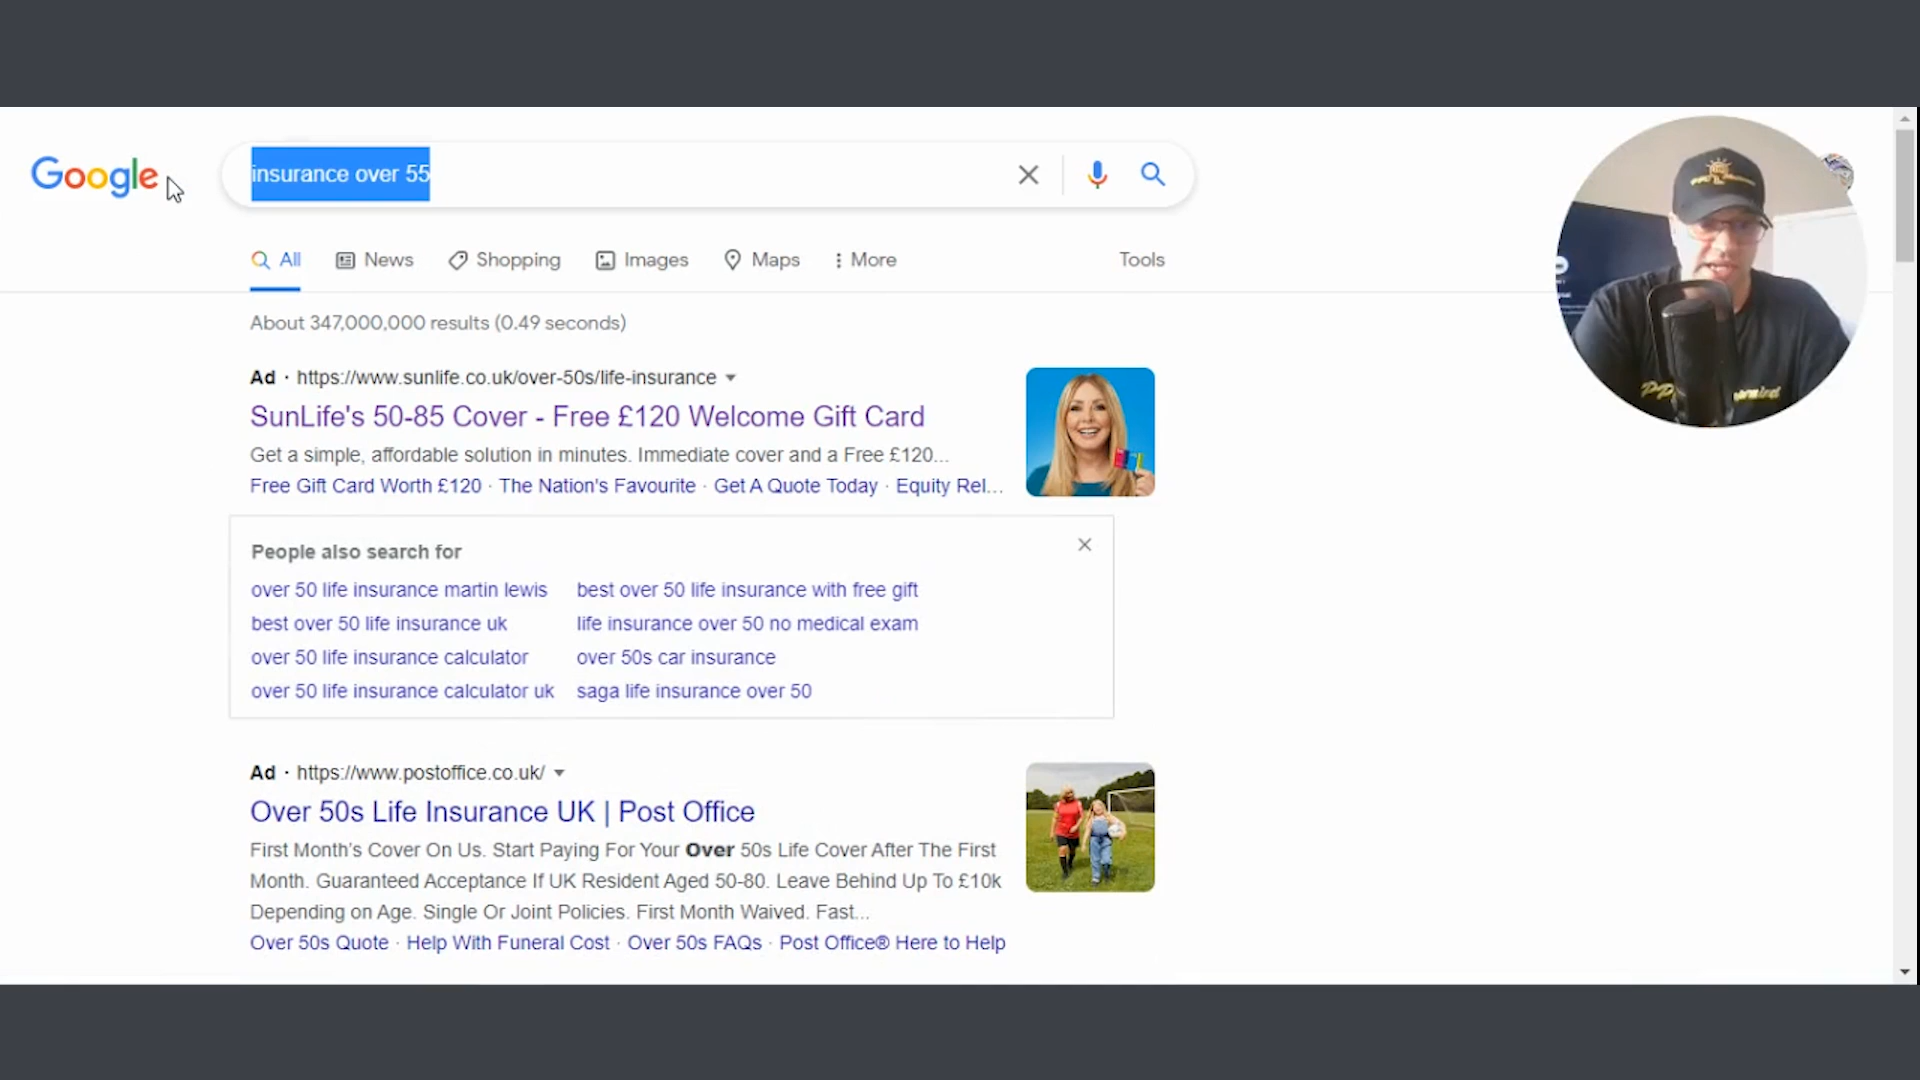 Google
insurance over 55
All
News
Shopping
Images
Maps
More
Tools
About 347,000,000 results (0.49 seconds)
Ad · https://www.sunlife.co.uk/over-50s/life-insurance
SunLife's 50-85 Cover - Free £120 Welcome Gift Card
Get a simple, affordable solution in minutes. Immediate cover and a Free £120...
Free Gift Card Worth £120 · The Nation's Favourite · Get A Quote Today · Equity Rel...
People also search for
over 50 life insurance martin lewis
best over 50 life insurance with free gift
best over 50 life insurance uk
life insurance over 50 no medical exam
over 50 life insurance calculator
over 50s car insurance
over 50 life insurance calculator uk
saga life insurance over 50
Ad · https://www.postoffice.co.uk/
Over 50s Life Insurance UK | Post Office
First Month's Cover On Us. Start Paying For Your Over 50s Life Cover After The First
Month. Guaranteed Acceptance If UK Resident Aged 50-80. Leave Behind Up To £10k
Depending on Age. Single Or Joint Policies. First Month Waived. Fast...
Over 50s Quote · Help With Funeral Cost · Over 50s FAQs · Post Office® Here to Help